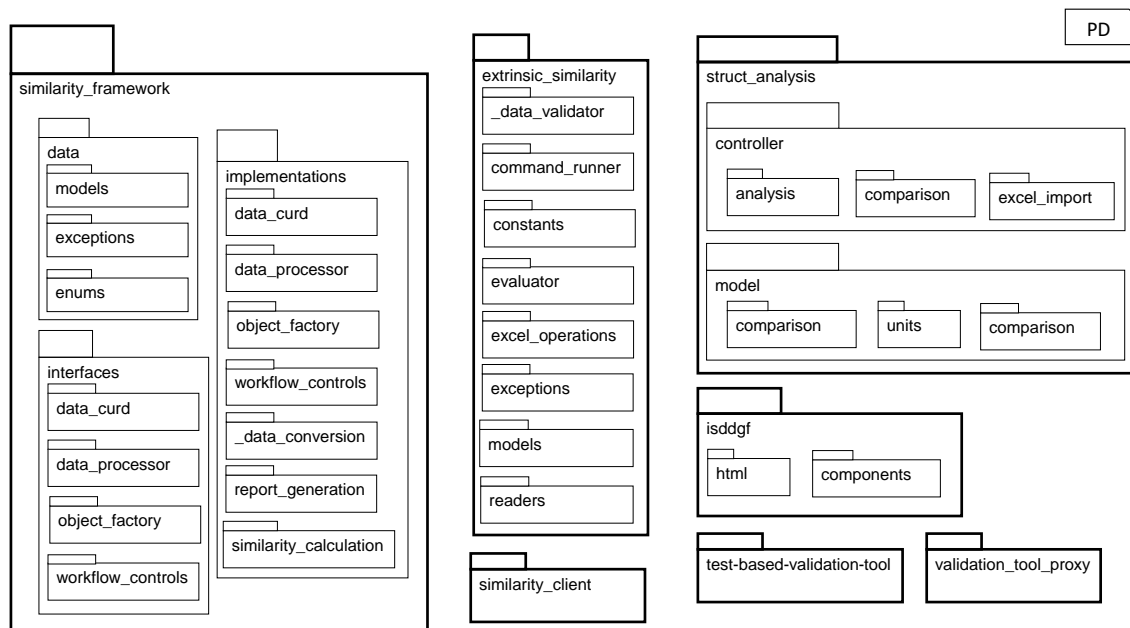 PD
similarity_framework
data
models
exceptions
enums
interfaces
data_curd
data_processor
object_factory
workflow_controls
implementations
data_curd
data_processor
object_factory
workflow_controls
_data_conversion
report_generation
similarity_calculation
extrinsic_similarity
_data_validator
command_runner
constants
evaluator
excel_operations
exceptions
models
readers
similarity_client
struct_analysis
controller
analysis
comparison
excel_import
model
comparison
units
comparison
isddgf
html
components
test-based-validation-tool
validation_tool_proxy